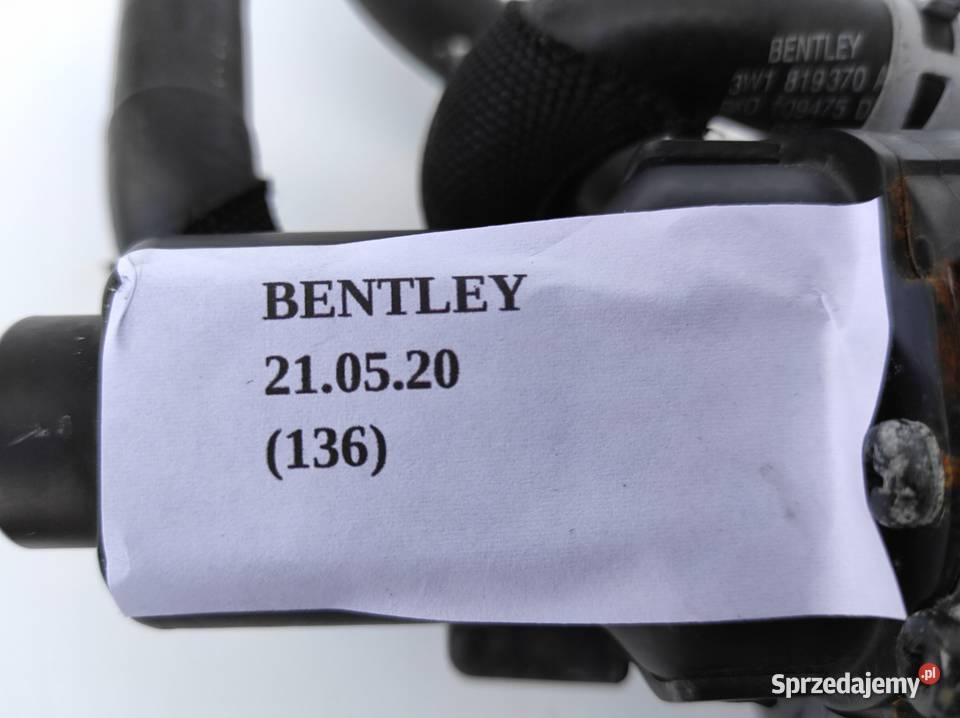 BENTLEY
3W1 819370
BENTLEY
21.05.20
(136)
Sprzedajemy.pl